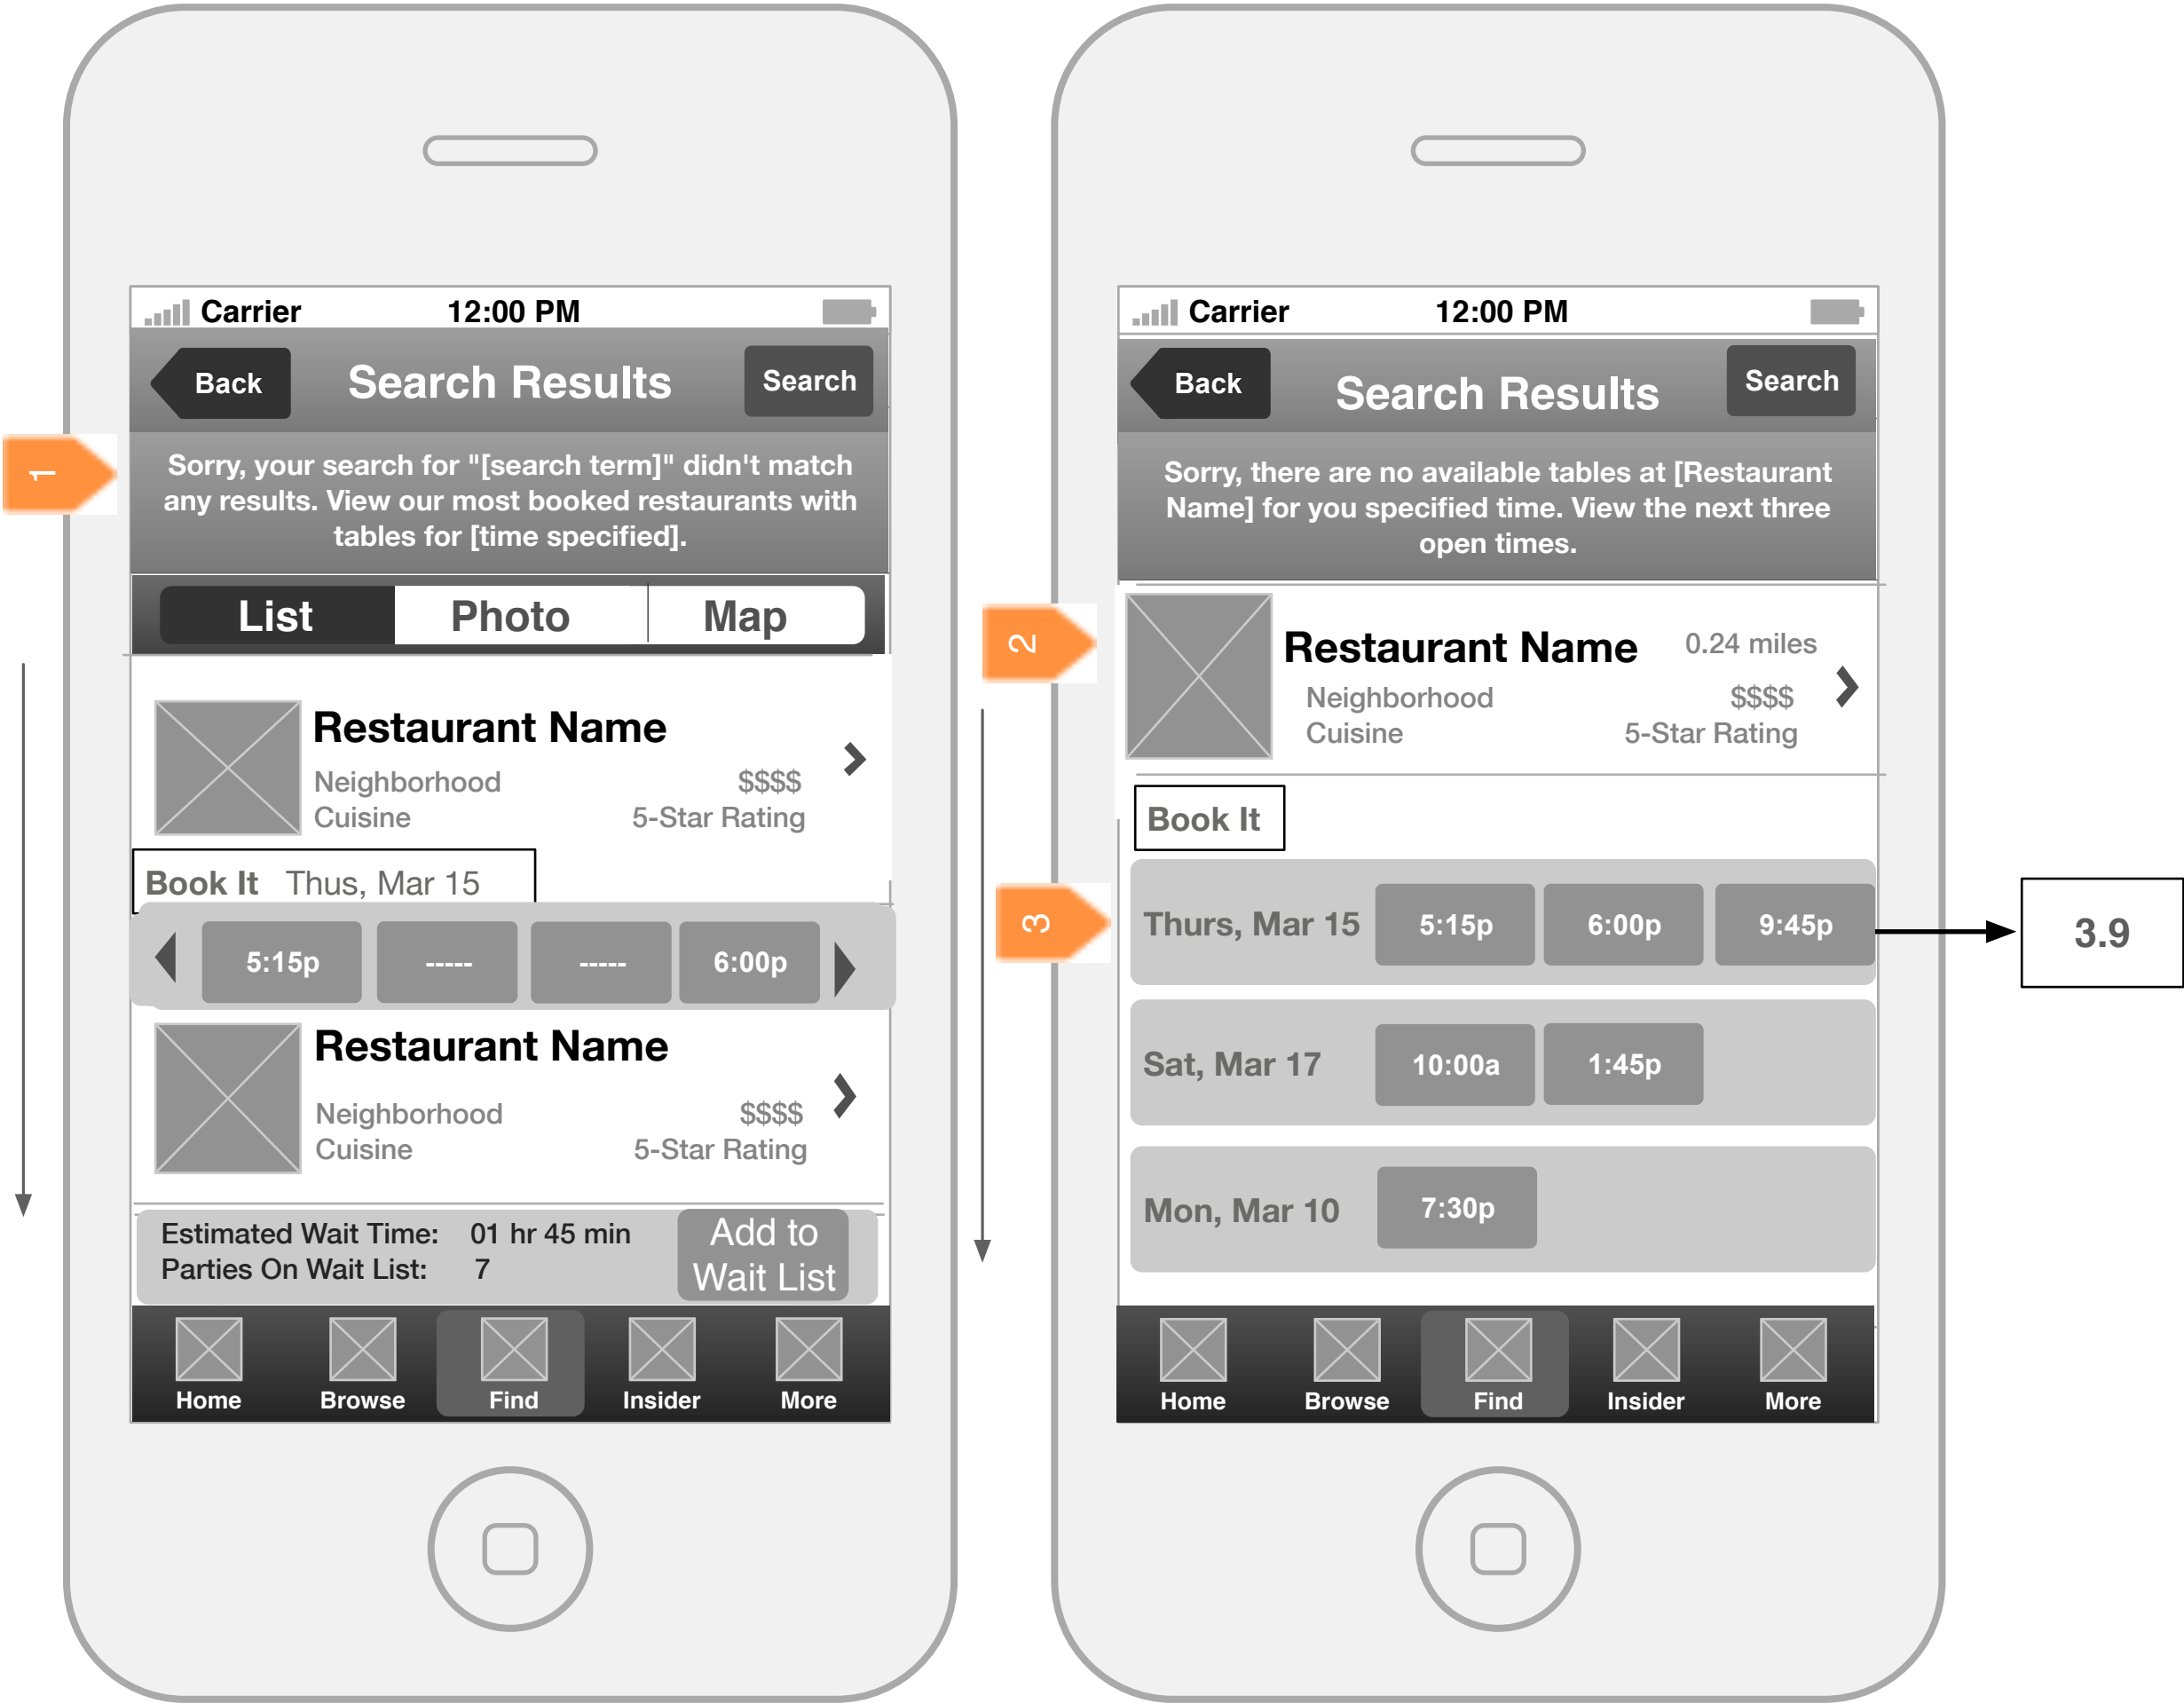 Carrier 12:00 PM
Back Search Results Search
1
Sorry, your search for "[search term]" didn't match
any results. View our most booked restaurants with
tables for [time specified].
List Photo Map
Restaurant Name
Neighborhood $$$$
Cuisine 5-Star Rating
Book It Thus, Mar 15
5:15p ----- ----- 6:00p
Restaurant Name
Neighborhood $$$$
Cuisine 5-Star Rating
Estimated Wait Time: 01 hr 45 min
Parties On Wait List: 7
Add to
Wait List
Home Browse Find Insider More
Carrier 12:00 PM
Back Search Results Search
Sorry, there are no available tables at [Restaurant
Name] for you specified time. View the next three
open times.
2
Restaurant Name 0.24 miles
Neighborhood $$$$
Cuisine 5-Star Rating
Book It
3
Thurs, Mar 15 5:15p 6:00p 9:45p
3.9
Sat, Mar 17 10:00a 1:45p
Mon, Mar 10 7:30p
Home Browse Find Insider More